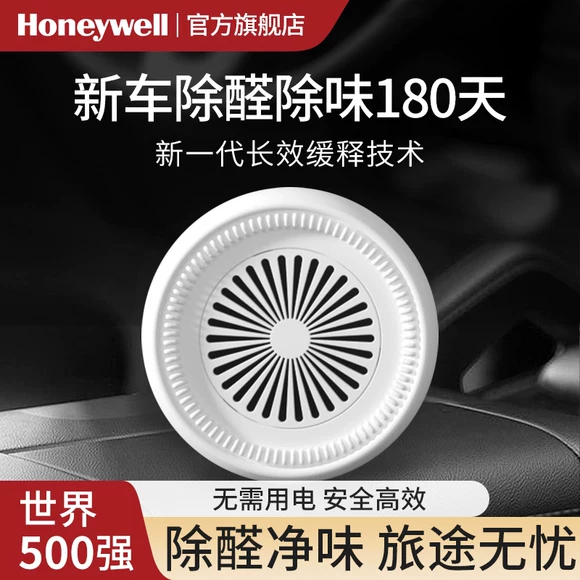 Honeywell 官方旗舰店
新车除醛除味180天
新一代长效缓释技术
无需用电 安全高效
世界
500强
除醛净味 旅途无忧